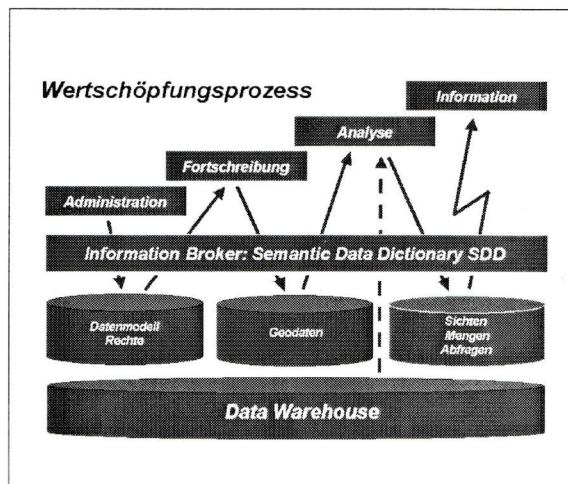 Wertschöpfungsprozess
Information
Analyse
Fortschreibung
Administration
Information Broker: Semantic Data Dictionary SDD
Datenmodell
Rechte
Geodaten
Sichten
Mengen
Abfragen
Data Warehouse